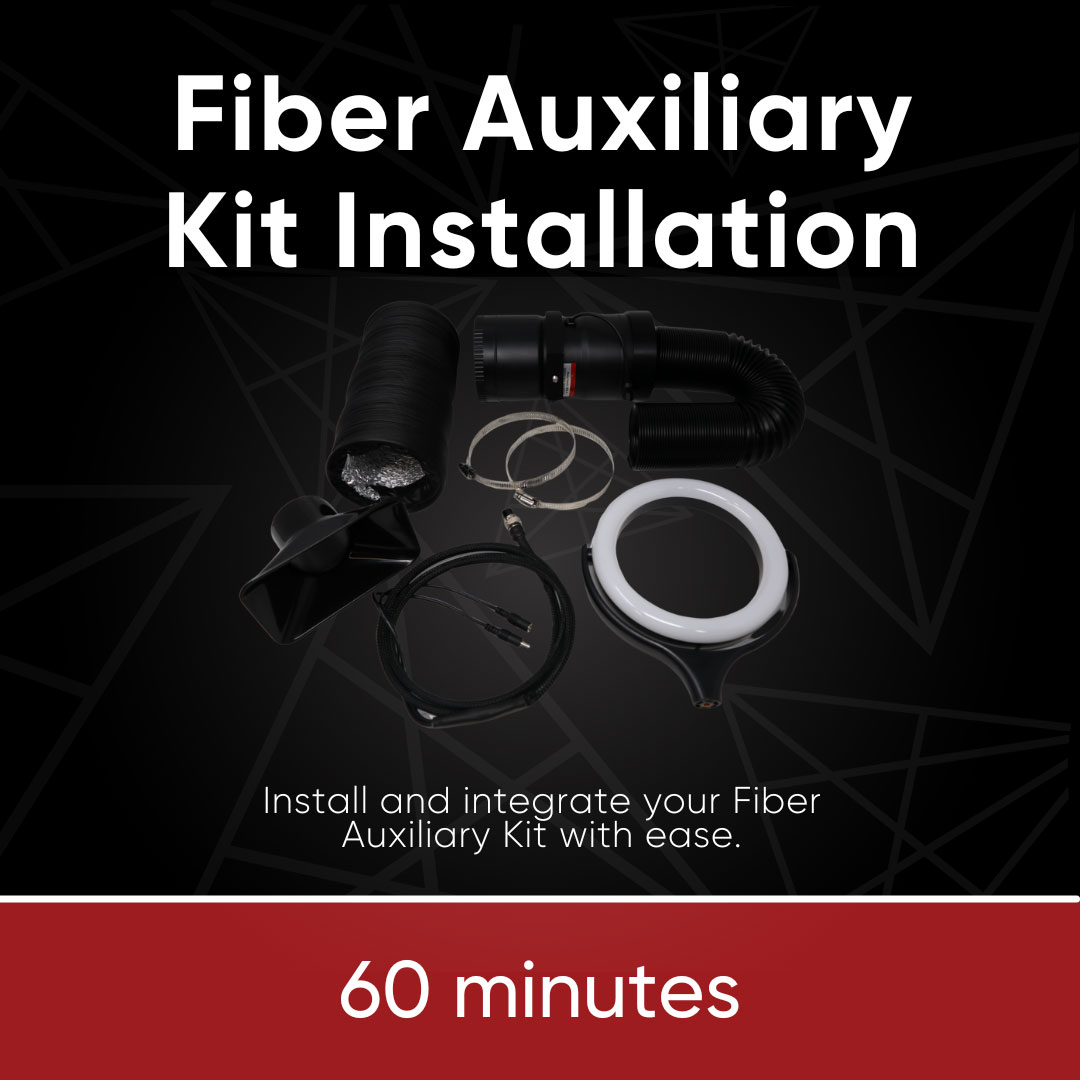 Fiber Auxiliary
Kit Installation
Install and integrate your Fiber
Auxiliary Kit with ease.
60 minutes